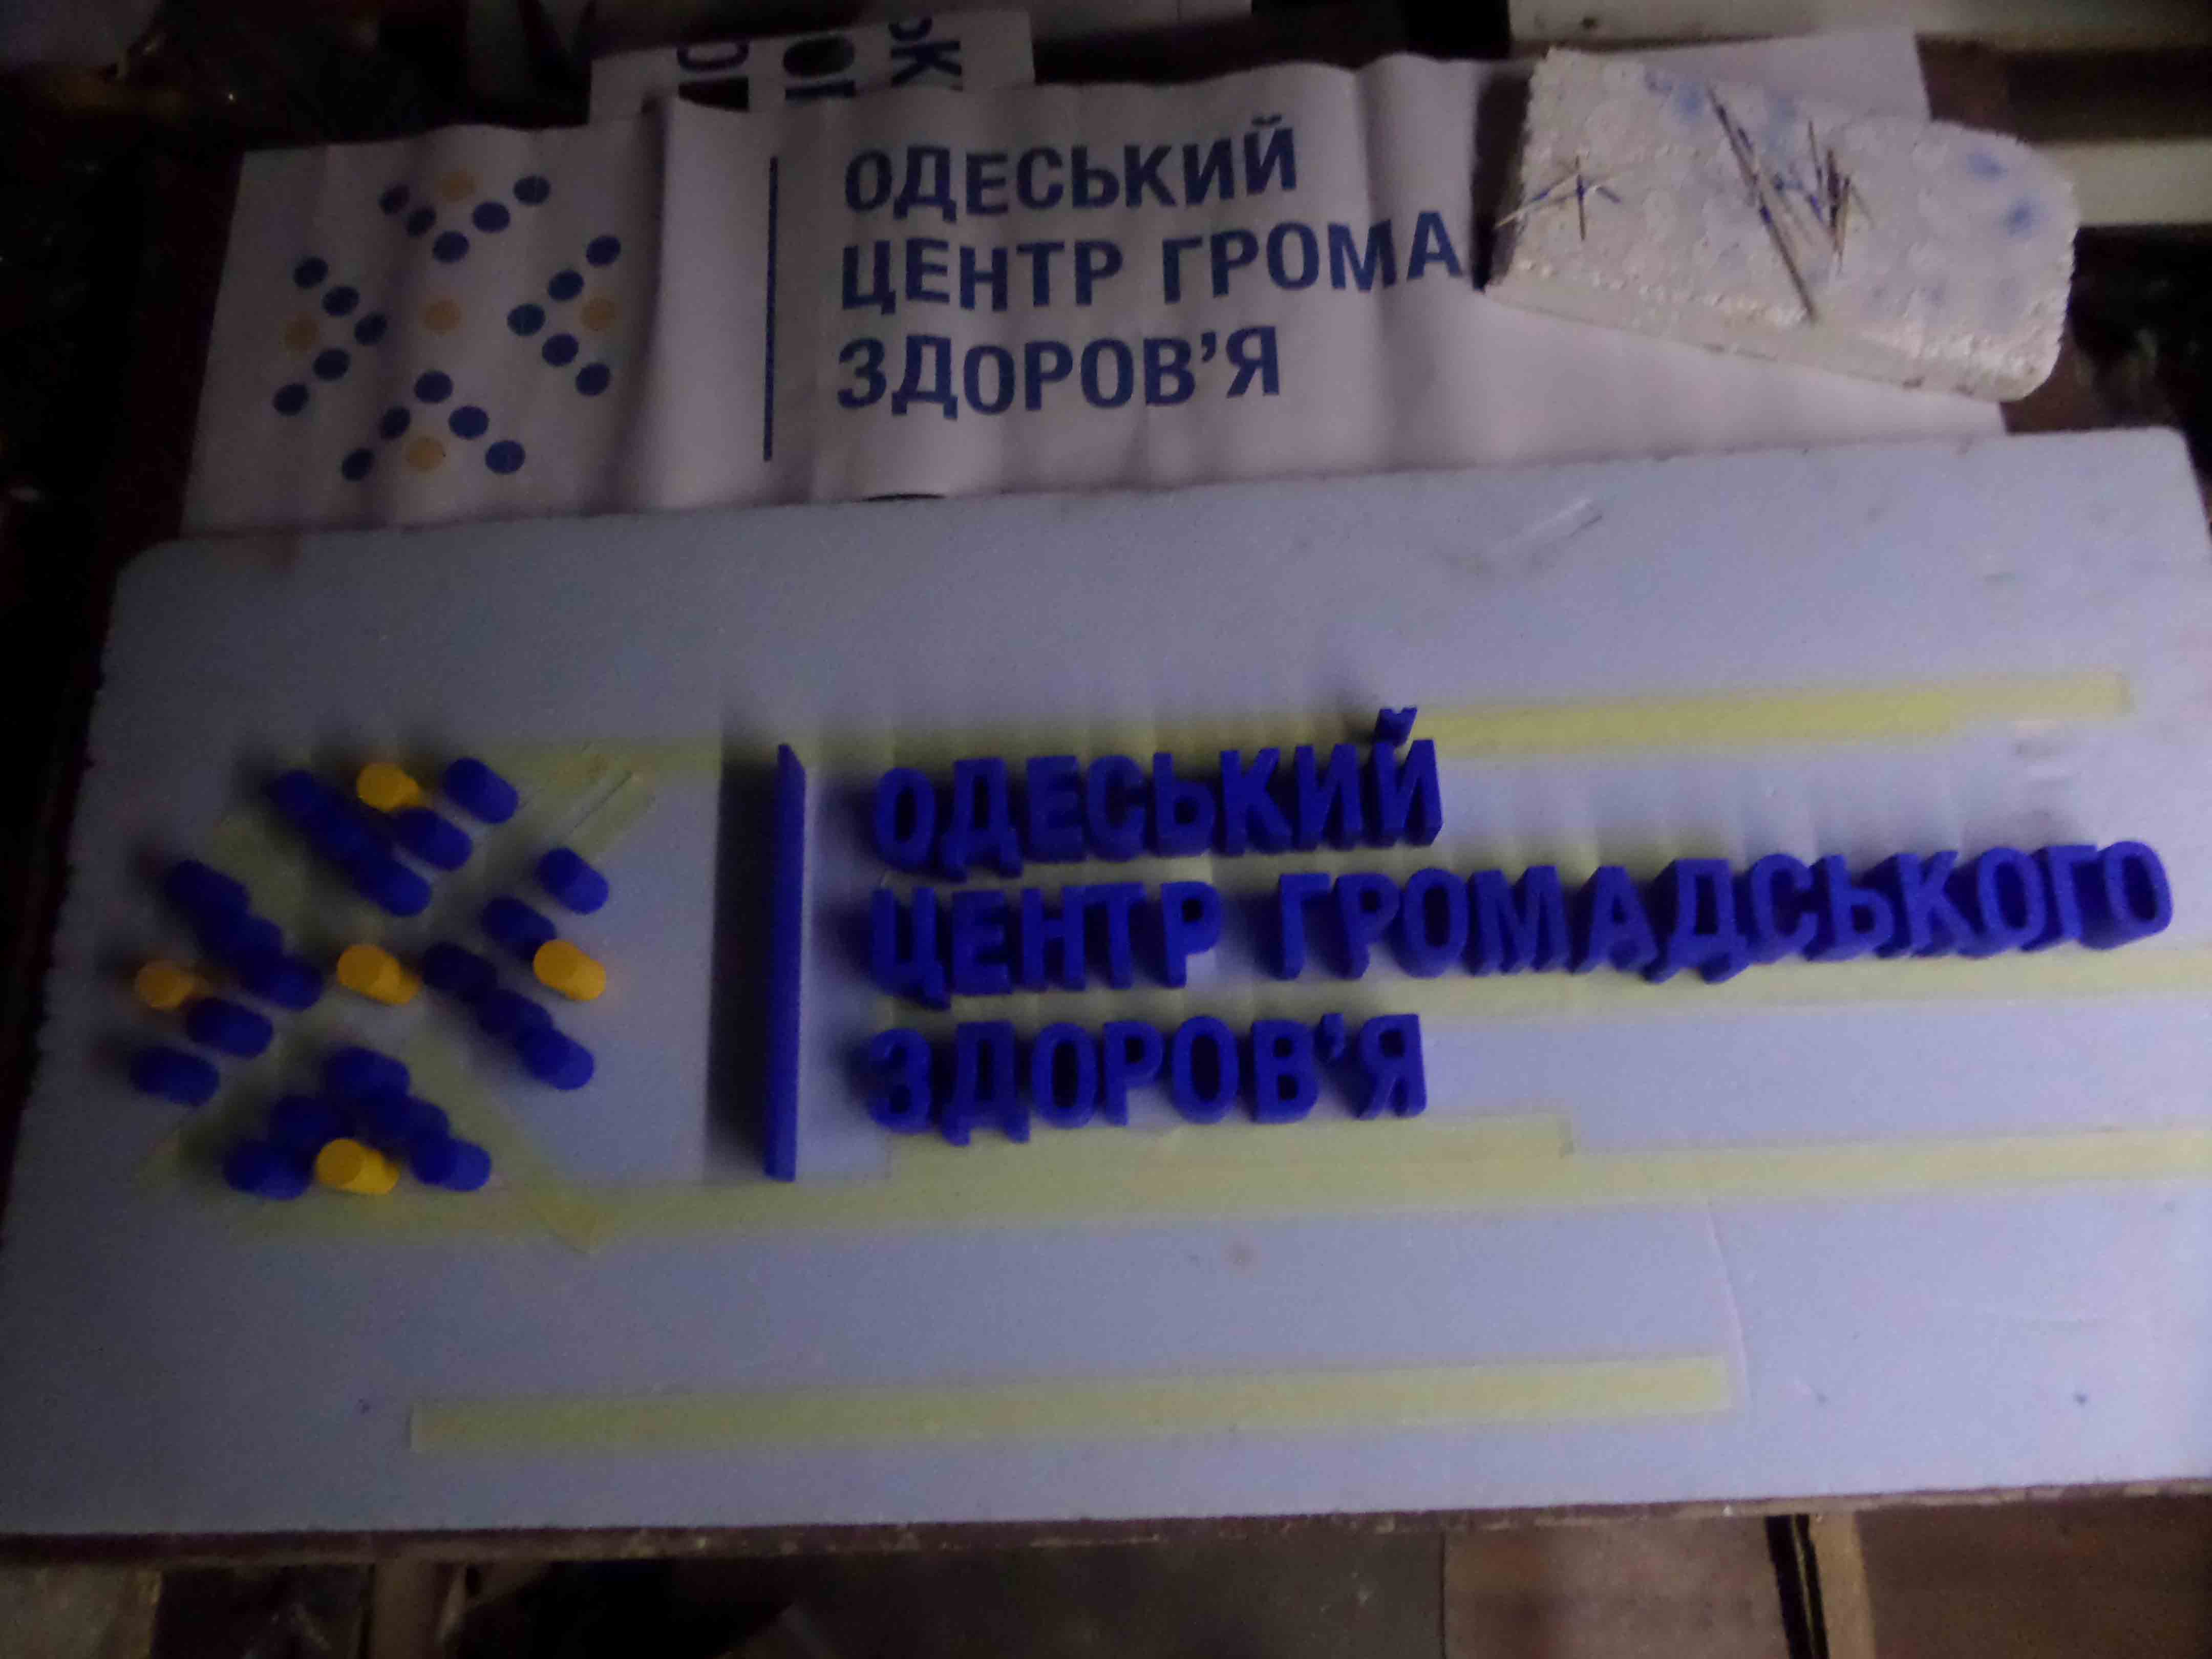 ОДЕСЬКИЙ
ЦЕНТР ГРОМА
ЗДОРОВ’Я
ОДЕСЬКИЙ
ЦЕНТР ГРОМАДСЬКОГО
ЗДОРОВ’Я